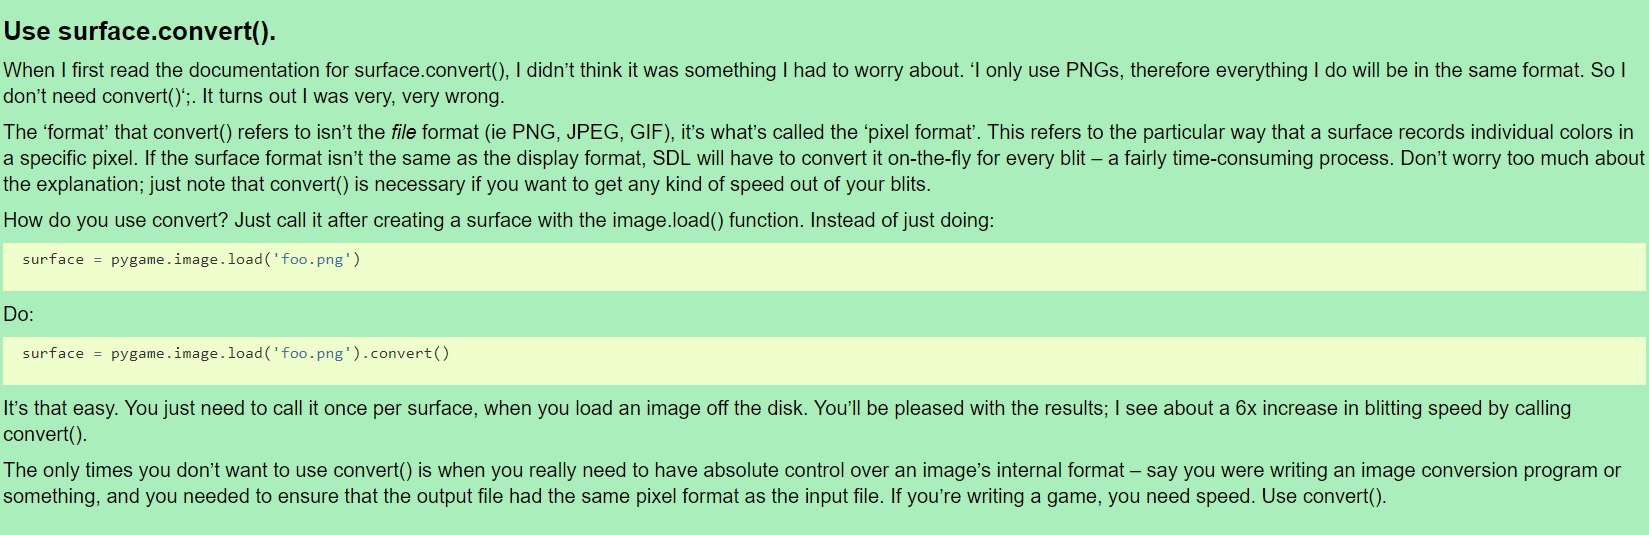 Use surface.convert().
When I first read the documentation for surface.convert(), I didn’t think it was something I had to worry about. ‘I only use PNGs, therefore everything I do will be in the same format. So I
don’t need convert()‘;. It turns out I was very, very wrong.
The ‘format’ that convert() refers to isn’t the file format (ie PNG, JPEG, GIF), it’s what’s called the ‘pixel format’. This refers to the particular way that a surface records individual colors in
a specific pixel. If the surface format isn’t the same as the display format, SDL will have to convert it on-the-fly for every blit – a fairly time-consuming process. Don’t worry too much about
the explanation; just note that convert() is necessary if you want to get any kind of speed out of your blits.
How do you use convert? Just call it after creating a surface with the image.load() function. Instead of just doing:
surface = pygame.image.load('foo.png')
Do:
surface = pygame.image.load('foo.png').convert()
It’s that easy. You just need to call it once per surface, when you load an image off the disk. You’ll be pleased with the results; I see about a 6x increase in blitting speed by calling
convert().
The only times you don’t want to use convert() is when you really need to have absolute control over an image’s internal format – say you were writing an image conversion program or
something, and you needed to ensure that the output file had the same pixel format as the input file. If you’re writing a game, you need speed. Use convert().